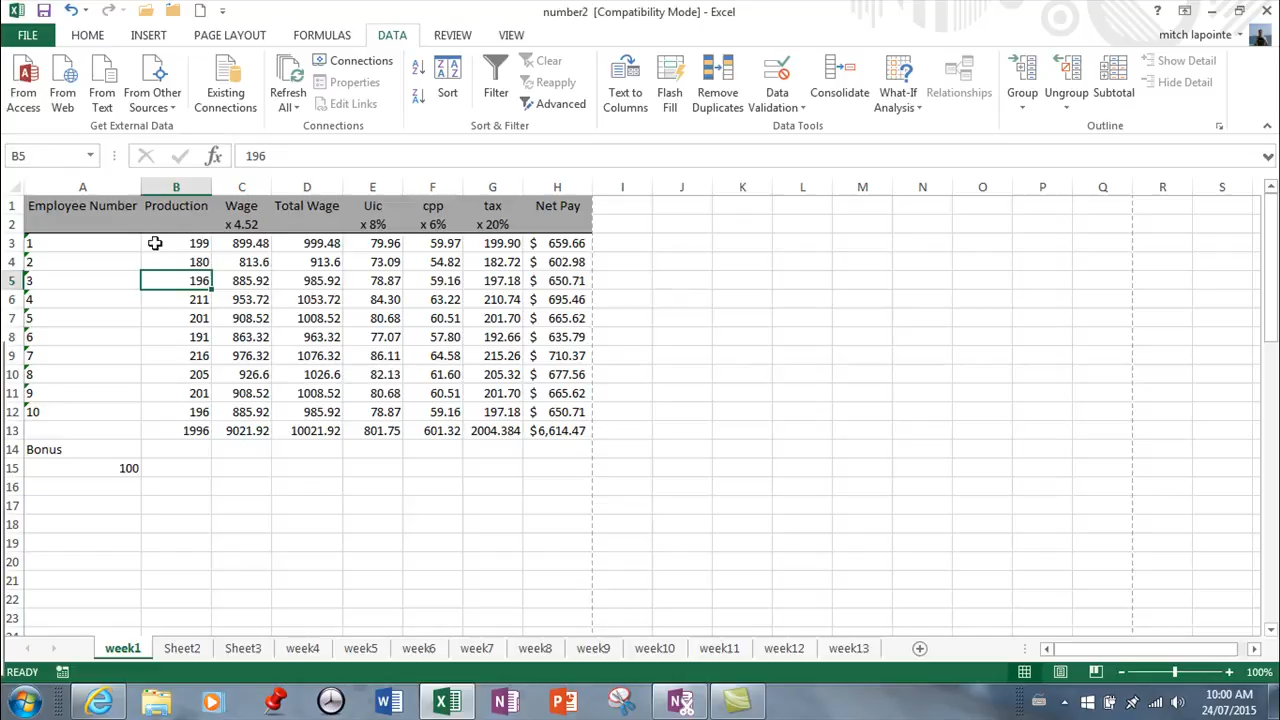 number2 [Compatibility Mode] - Excel
FILE HOME INSERT PAGE LAYOUT FORMULAS DATA REVIEW VIEW mitch lapointe
From Access From Web From Text From Other Sources Existing Connections Refresh All Connections Properties Edit Links Sort Filter Clear Reapply Advanced Text to Columns Flash Fill Remove Duplicates Data Validation Consolidate What-If Analysis Relationships Group Ungroup Subtotal Show Detail Hide Detail
Get External Data Connections Sort & Filter Data Tools Outline
B5 fx 196
A B C D E F G H I J K L M N O P Q R S
1 Employee Number Production Wage Total Wage Uic cpp tax Net Pay
2 x 4.52 x 8% x 6% x 20%
3 1 199 899.48 999.48 79.96 59.97 199.90 $ 659.66
4 2 180 813.6 913.6 73.09 54.82 182.72 $ 602.98
5 3 196 885.92 985.92 78.87 59.16 197.18 $ 650.71
6 4 211 953.72 1053.72 84.30 63.22 210.74 $ 695.46
7 5 201 908.52 1008.52 80.68 60.51 201.70 $ 665.62
8 6 191 863.32 963.32 77.07 57.80 192.66 $ 635.79
9 7 216 976.32 1076.32 86.11 64.58 215.26 $ 710.37
10 8 205 926.6 1026.6 82.13 61.60 205.32 $ 677.56
11 9 201 908.52 1008.52 80.68 60.51 201.70 $ 665.62
12 10 196 885.92 985.92 78.87 59.16 197.18 $ 650.71
13 1996 9021.92 10021.92 801.75 601.32 2004.384 $6,614.47
14 Bonus
15 100
16
17
18
19
20
21
22
23
week1 Sheet2 Sheet3 week4 week5 week6 week7 week8 week9 week10 week11 week12 week13
READY 100%
10:00 AM
24/07/2015